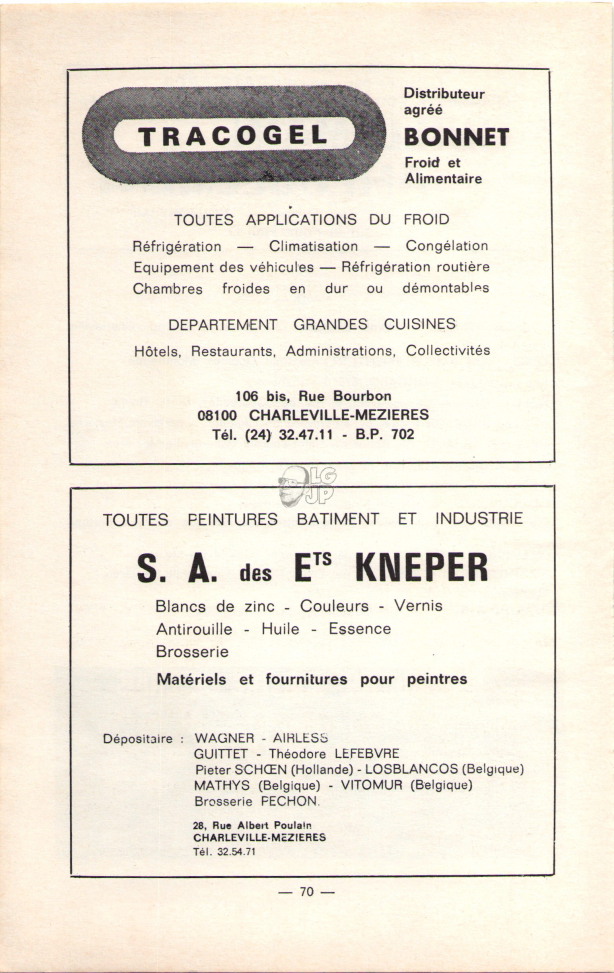 TRACOGEL
Distributeur
agréé
BONNET
Froid et
Alimentaire
TOUTES APPLICATIONS DU FROID
Réfrigération — Climatisation — Congélation
Equipement des véhicules — Réfrigération routière
Chambres froides en dur ou démontables
DEPARTEMENT GRANDES CUISINES
Hôtels, Restaurants, Administrations, Collectivités
106 bis, Rue Bourbon
08100 CHARLEVILLE-MEZIERES
Tél. (24) 32.47.11 - B.P. 702
LG
JP
TOUTES PEINTURES BATIMENT ET INDUSTRIE
S. A. des ETS KNEPER
Blancs de zinc - Couleurs - Vernis
Antirouille - Huile - Essence
Brosserie
Matériels et fournitures pour peintres
Dépositaire : WAGNER - AIRLESS
GUITTET - Théodore LEFEBVRE
Pieter SCHŒN (Hollande) - LOSBLANCOS (Belgique)
MATHYS (Belgique) - VITOMUR (Belgique)
Brosserie PECHON.
28, Rue Albert Poulain
CHARLEVILLE-MEZIERES
Tél. 32.54.71
— 70 —